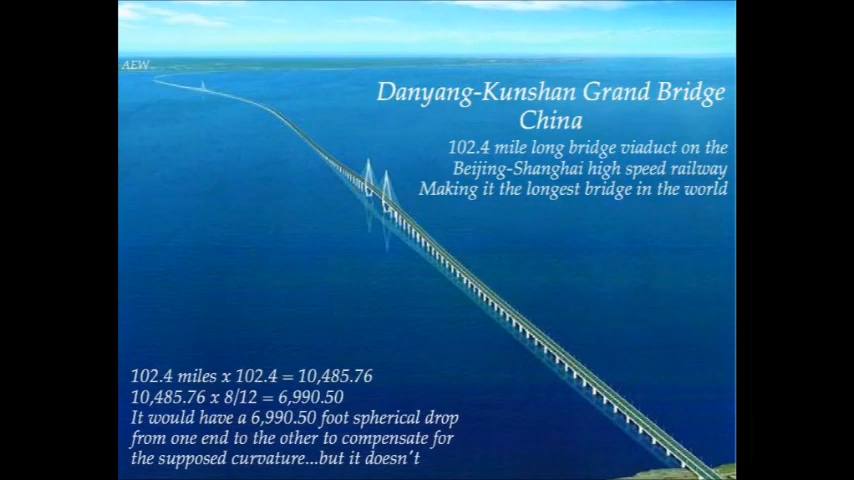 AEW
Danyang-Kunshan Grand Bridge
China
102.4 mile long bridge viaduct on the
Beijing-Shanghai high speed railway
Making it the longest bridge in the world
102.4 miles x 102.4 = 10,485.76
10,485.76 x 8/12 = 6,990.50
It would have a 6,990.50 foot spherical drop
from one end to the other to compensate for
the supposed curvature...but it doesn't